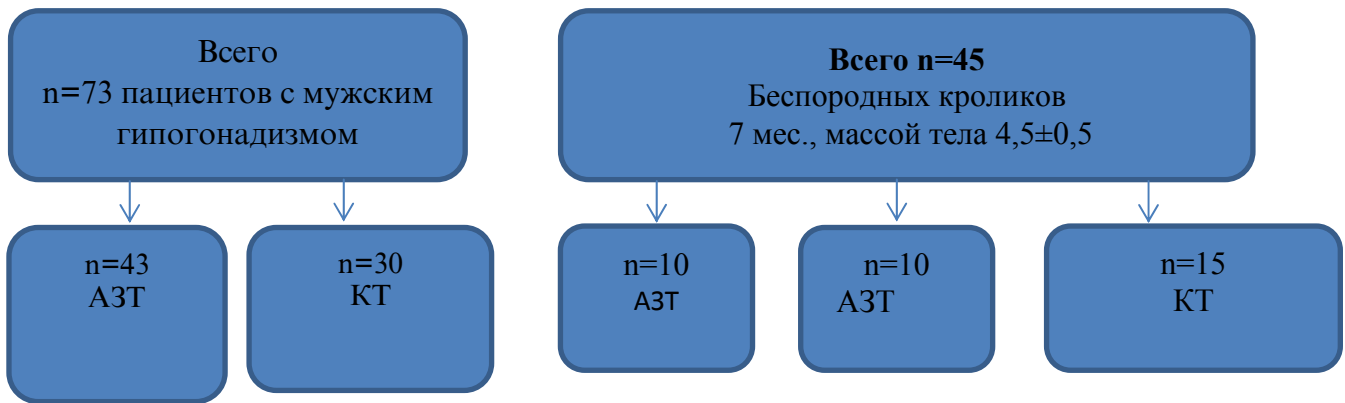 Всего
n=73 пациентов с мужским
гипогонадизмом
Всего n=45
Беспородных кроликов
7 мес., массой тела 4,5±0,5
n=43
АЗТ
n=30
КТ
n=10
АЗТ
n=10
АЗТ
n=15
КТ